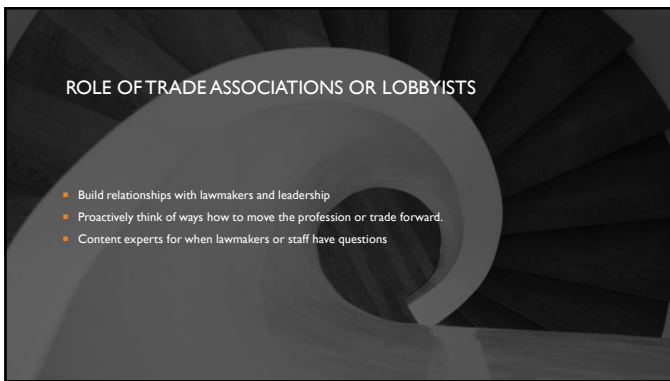 ROLE OF TRADE ASSOCIATIONS OR LOBBYISTS
Build relationships with lawmakers and leadership
Proactively think of ways how to move the profession or trade forward.
Content experts for when lawmakers or staff have questions